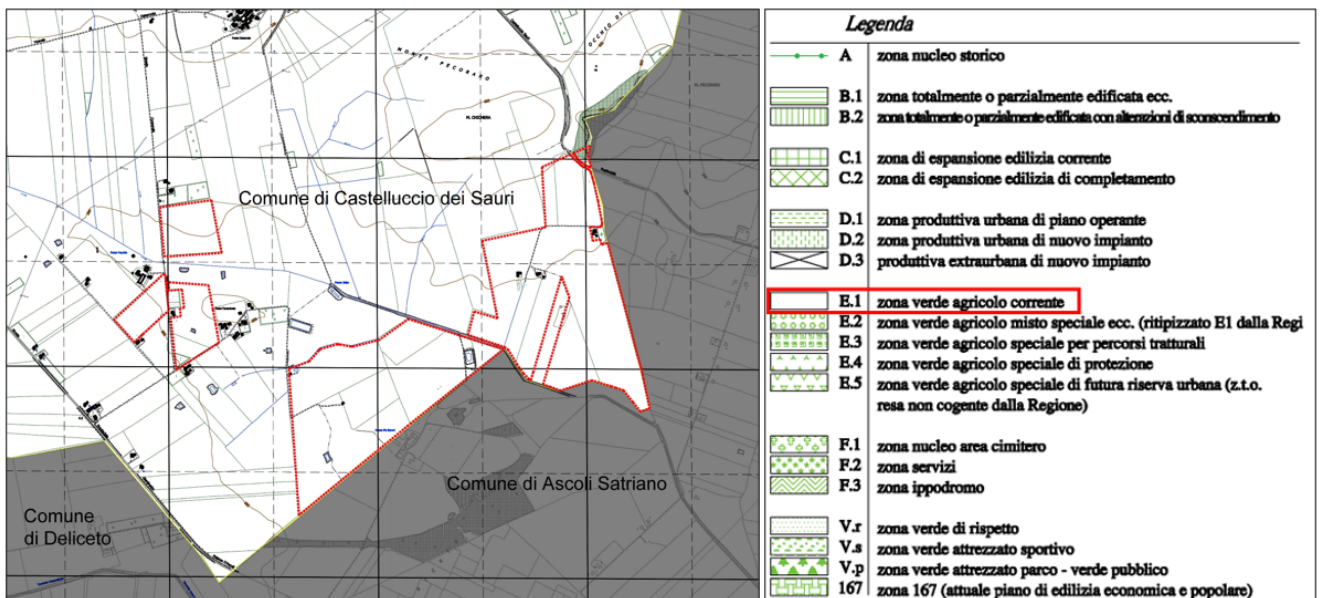 MONTE PECORARO
OCCHIO DI
M. PECORARO
M. CHICHERA
Comune di Castelluccio dei Sauri
Comune di Ascoli Satriano
Comune
di Deliceto
Legenda
A zona nucleo storico
B.1 zona totalmente o parzialmente edificata ecc.
B.2 zona totalmente o parzialmente edificata con alterazioni di sconscendimento
C.1 zona di espansione edilizia corrente
C.2 zona di espansione edilizia di completamento
D.1 zona produttiva urbana di piano operante
D.2 zona produttiva urbana di nuovo impianto
D.3 produttiva extraurbana di nuovo impianto
E.1 zona verde agricolo corrente
E.2 zona verde agricolo misto speciale ecc. (ritipizzato E1 dalla Regi
E.3 zona verde agricolo speciale per percorsi tratturali
E.4 zona verde agricolo speciale di protezione
E.5 zona verde agricolo speciale di futura riserva urbana (z.t.o.
resa non cogente dalla Regione)
F.1 zona nucleo area cimitero
F.2 zona servizi
F.3 zona ippodromo
V.r zona verde di rispetto
V.s zona verde attrezzato sportivo
V.p zona verde attrezzato parco - verde pubblico
167 zona 167 (attuale piano di edilizia economica e popolare)